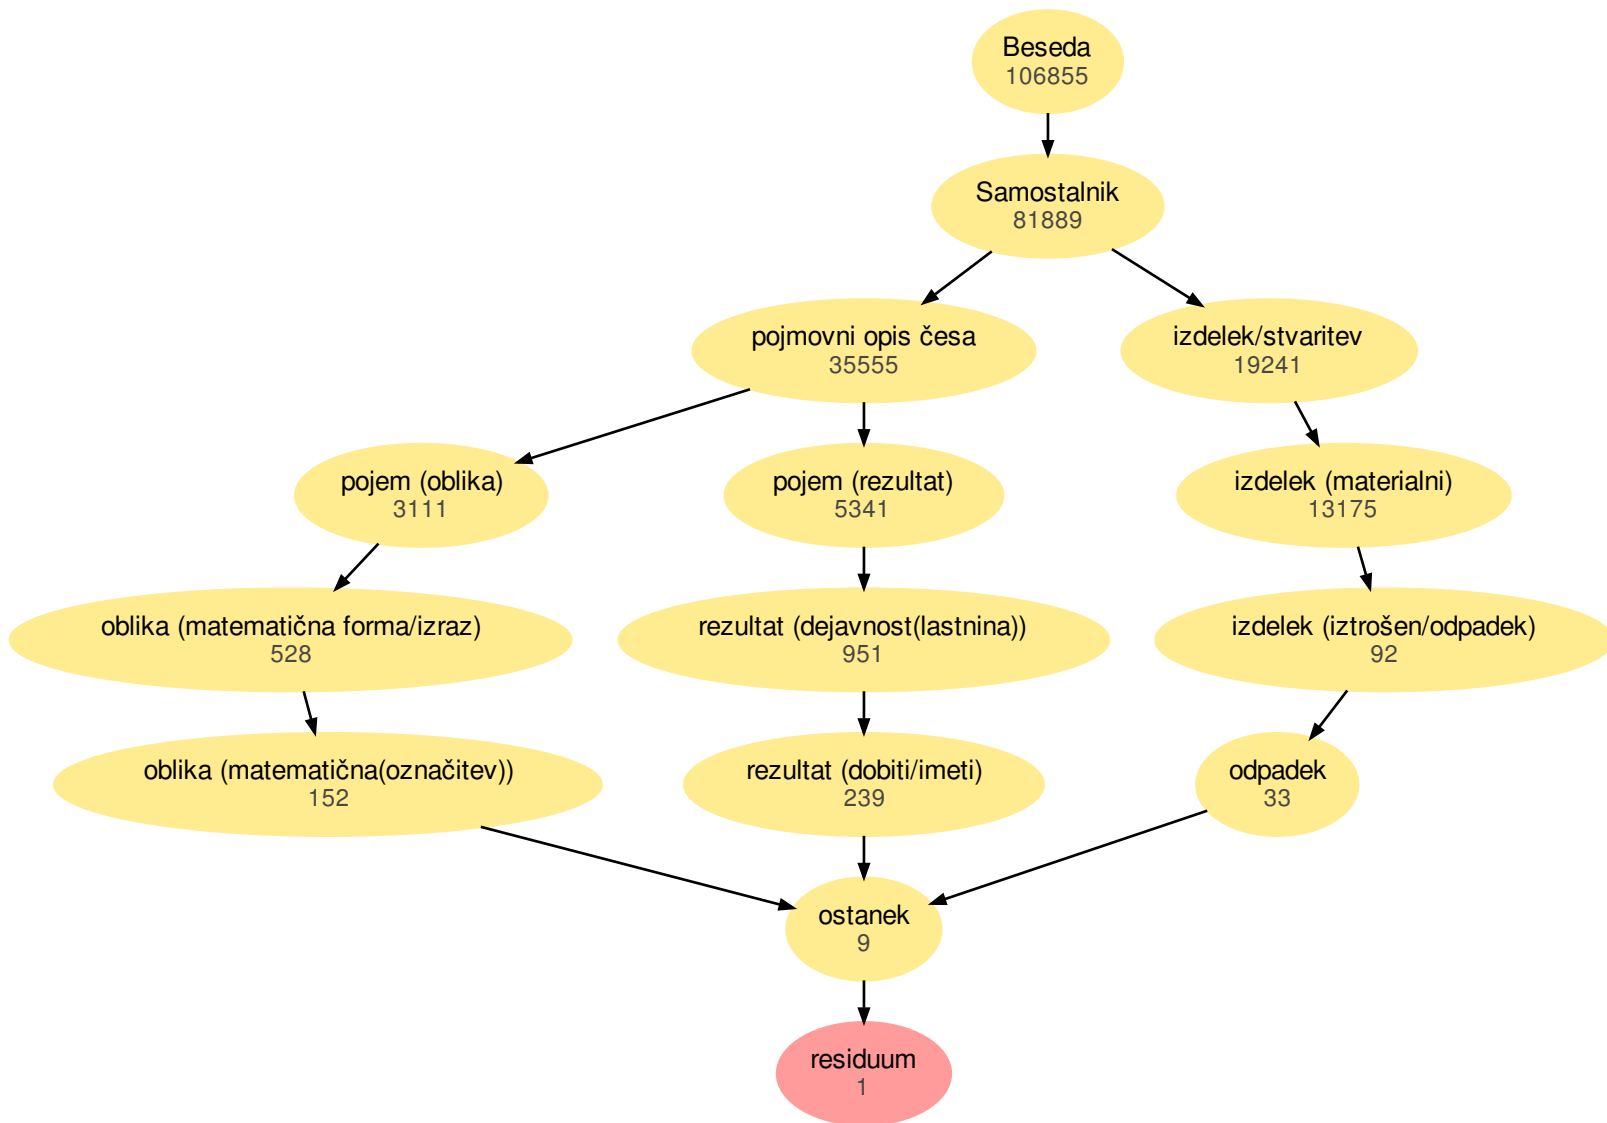 Beseda
106855
Samostalnik
81889
pojmovni opis česa
35555
izdelek/stvaritev
19241
pojem (oblika)
3111
pojem (rezultat)
5341
izdelek (materialni)
13175
oblika (matematična forma/izraz)
528
rezultat (dejavnost(lastnina))
951
izdelek (iztrošen/odpadek)
92
oblika (matematična(označitev))
152
rezultat (dobiti/imeti)
239
odpadek
33
ostanek
9
residuum
1